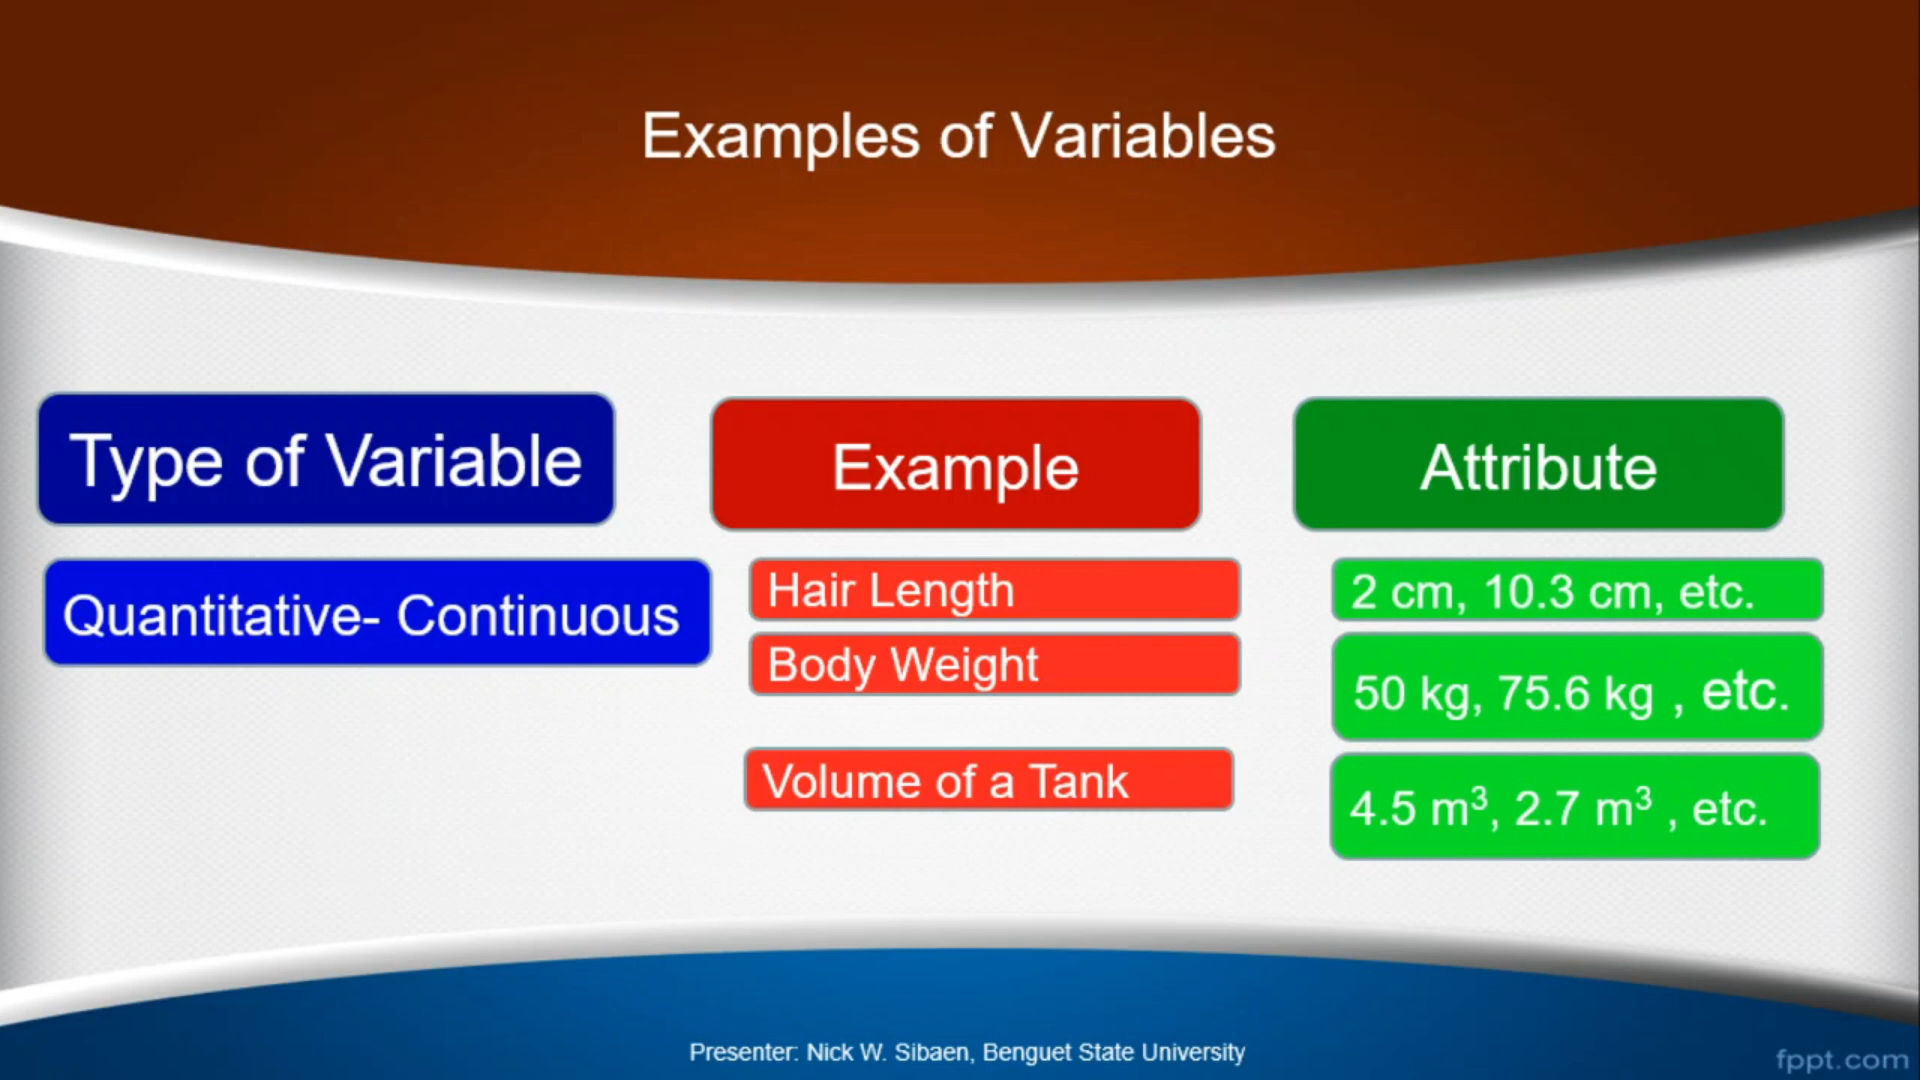 Examples of Variables
Type of Variable
Example
Attribute
Quantitative- Continuous
Hair Length
2 cm, 10.3 cm, etc.
Body Weight
50 kg, 75.6 kg , etc.
Volume of a Tank
4.5 m³, 2.7 m³ , etc.
Presenter: Nick W. Sibaen, Benguet State University
fppt.com